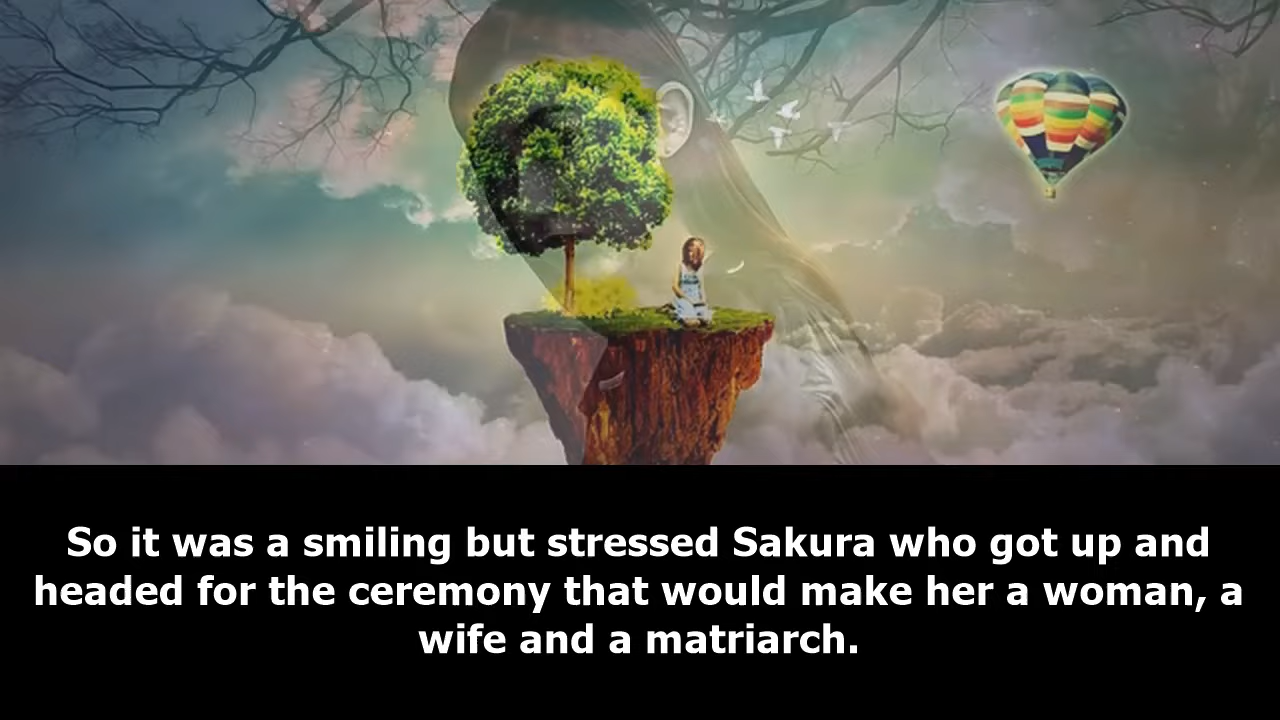 So it was a smiling but stressed Sakura who got up and
headed for the ceremony that would make her a woman, a
wife and a matriarch.